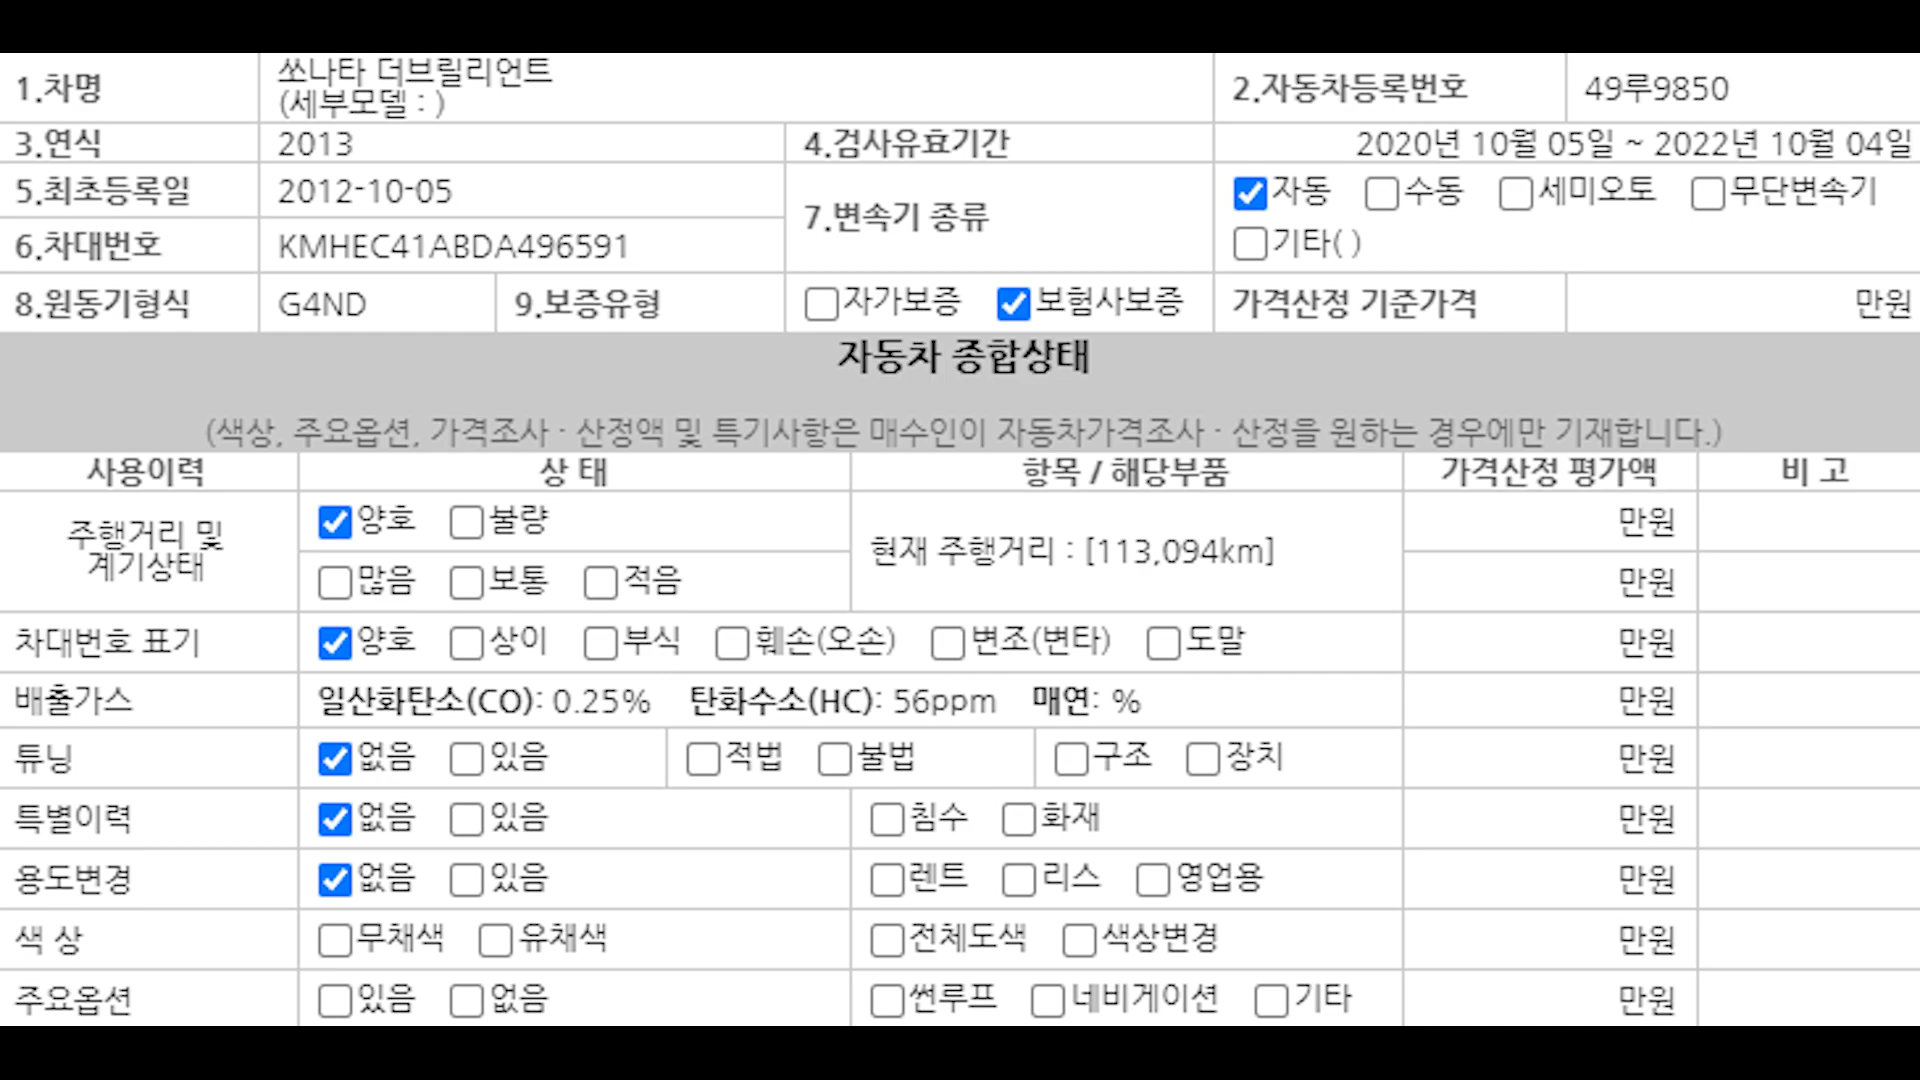 1.차명 쏘나타 더브릴리언트 2.자동차등록번호 49루9850
(세부모델 : )
3.연식 2013 4.검사유효기간 2020년 10월 05일 ~ 2022년 10월 04일
5.최초등록일 2012-10-05 7.변속기 종류 자동 수동 세미오토 무단변속기
6.차대번호 KMHEC41ABDA496591 기타( )
8.원동기형식 G4ND 9.보증유형 자가보증 보험사보증 가격산정 기준가격 만원
자동차 종합상태
(색상, 주요옵션, 가격조사 · 산정액 및 특기사항은 매수인이 자동차가격조사 · 산정을 원하는 경우에만 기재합니다.)
사용이력 상 태 항목 / 해당부품 가격산정 평가액 비 고
주행거리 및 양호 불량 현재 주행거리 : [113,094km] 만원
계기상태 많음 보통 적음 만원
차대번호 표기 양호 상이 부식 훼손(오손) 변조(변타) 도말 만원
배출가스 일산화탄소(CO): 0.25% 탄화수소(HC): 56ppm 매연: % 만원
튜닝 없음 있음 적법 불법 구조 장치 만원
특별이력 없음 있음 침수 화재 만원
용도변경 없음 있음 렌트 리스 영업용 만원
색 상 무채색 유채색 전체도색 색상변경 만원
주요옵션 있음 없음 썬루프 네비게이션 기타 만원